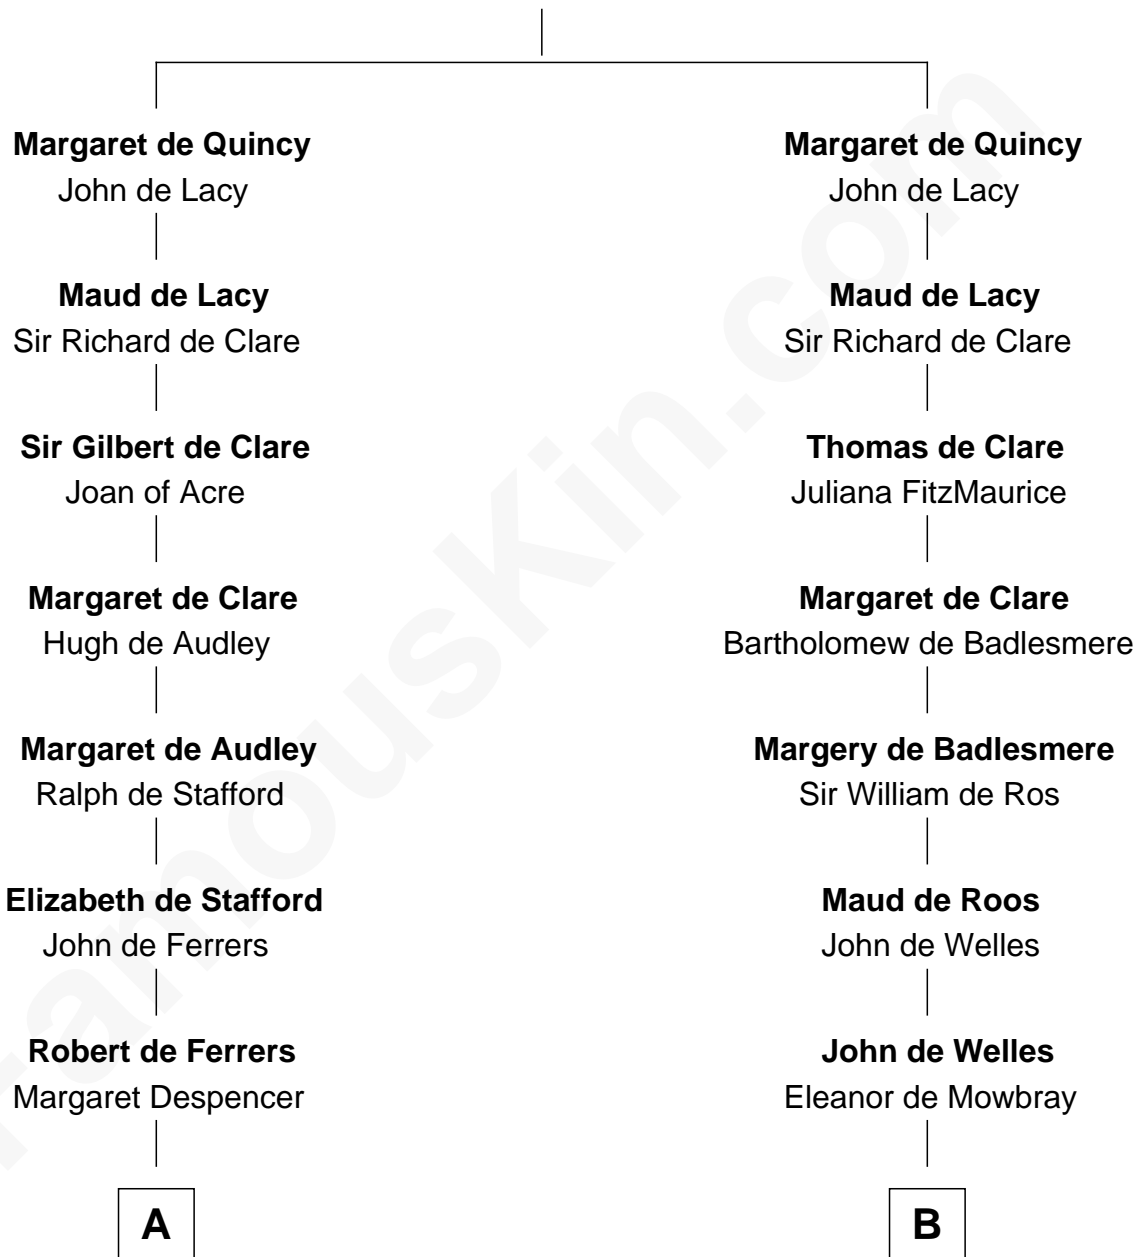 Margaret de Quincy
John de Lacy
Maud de Lacy
Sir Richard de Clare
Sir Gilbert de Clare
Joan of Acre
Margaret de Clare
Hugh de Audley
Margaret de Audley
Ralph de Stafford
Elizabeth de Stafford
John de Ferrers
Robert de Ferrers
Margaret Despencer
A
Margaret de Quincy
John de Lacy
Maud de Lacy
Sir Richard de Clare
Thomas de Clare
Juliana FitzMaurice
Margaret de Clare
Bartholomew de Badlesmere
Margery de Badlesmere
Sir William de Ros
Maud de Roos
John de Welles
John de Welles
Eleanor de Mowbray
B
FamousKin.com